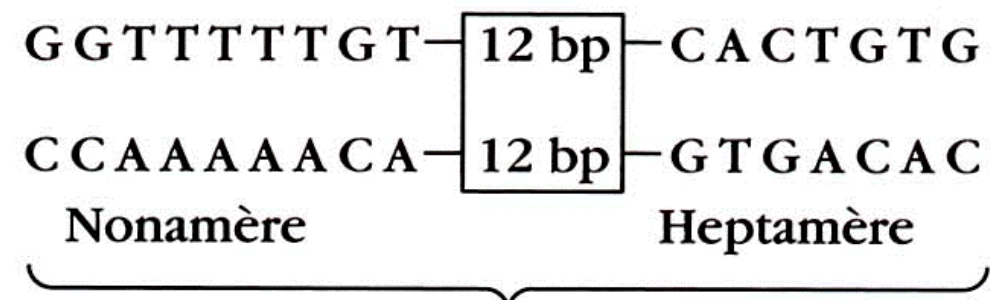 GGTTTTTGT 12 bp CACTGTG
CCAAAAACA 12 bp GTGACAC
Nonamère Heptamère